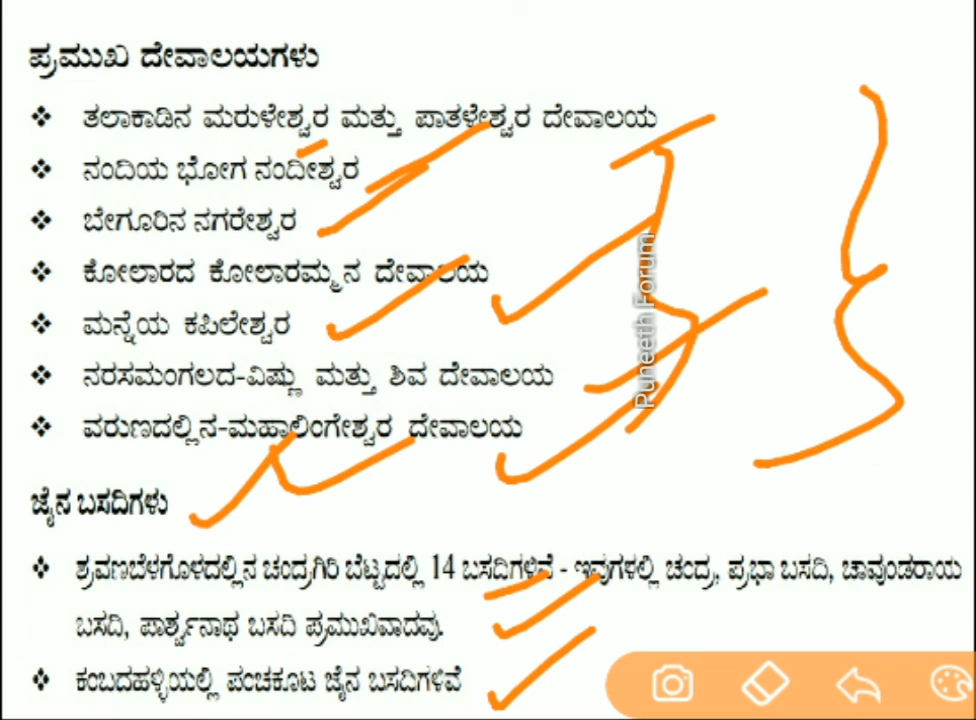 ಪ್ರಮುಖ ದೇವಾಲಯಗಳು
❖ ತಲಾಕಾಡಿನ ಮರುಳೇಶ್ವರ ಮತ್ತು ಪಾತಳೇಶ್ವರ ದೇವಾಲಯ
❖ ನಂದಿಯ ಭೋಗ ನಂದೀಶ್ವರ
❖ ಬೇಗೂರಿನ ನಗರೇಶ್ವರ
❖ ಕೋಲಾರದ ಕೋಲಾರಮ್ಮನ ದೇವಾಲಯ
❖ ಮನ್ನೆಯ ಕಪಿಲೇಶ್ವರ
❖ ನರಸಮಂಗಲದ-ವಿಷ್ಣು ಮತ್ತು ಶಿವ ದೇವಾಲಯ
❖ ವರುಣದಲ್ಲಿನ-ಮಹಾಲಿಂಗೇಶ್ವರ ದೇವಾಲಯ
Puneeth Forum
ಜೈನ ಬಸದಿಗಳು
❖ ಶ್ರವಣಬೆಳಗೊಳದಲ್ಲಿನ ಚಂದ್ರಗಿರಿ ಬೆಟ್ಟದಲ್ಲಿ 14 ಬಸದಿಗಳಿವೆ - ಇವುಗಳಲ್ಲಿ ಚಂದ್ರ, ಪ್ರಭಾ ಬಸದಿ, ಚಾವುಂಡರಾಯ
ಬಸದಿ, ಪಾರ್ಶ್ವನಾಥ ಬಸದಿ ಪ್ರಮುಖವಾದವು.
❖ ಕಂಬದಹಳ್ಳಿಯಲ್ಲಿ ಪಂಚಕೂಟ ಜೈನ ಬಸದಿಗಳಿವೆ